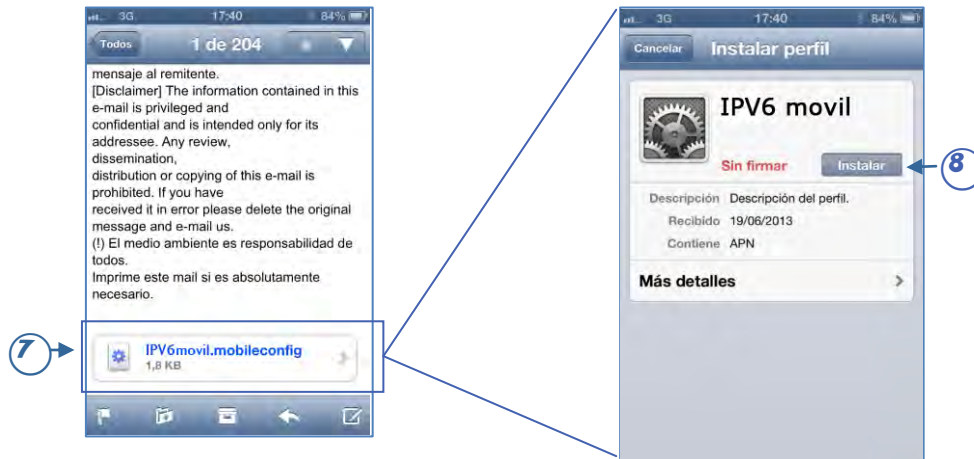 3G 17:40 84%
Todos 1 de 204
mensaje al remitente.
[Disclaimer] The information contained in this
e-mail is privileged and
confidential and is intended only for its
addressee. Any review,
dissemination,
distribution or copying of this e-mail is
prohibited. If you have
received it in error please delete the original
message and e-mail us.
(!) El medio ambiente es responsabilidad de
todos.
Imprime este mail si es absolutamente
necesario.
7
IPV6movil.mobileconfig
1,8 KB
3G 17:40 84%
Cancelar Instalar perfil
IPV6 movil
Sin firmar Instalar
8
Descripción Descripción del perfil.
Recibido 19/06/2013
Contiene APN
Más detalles